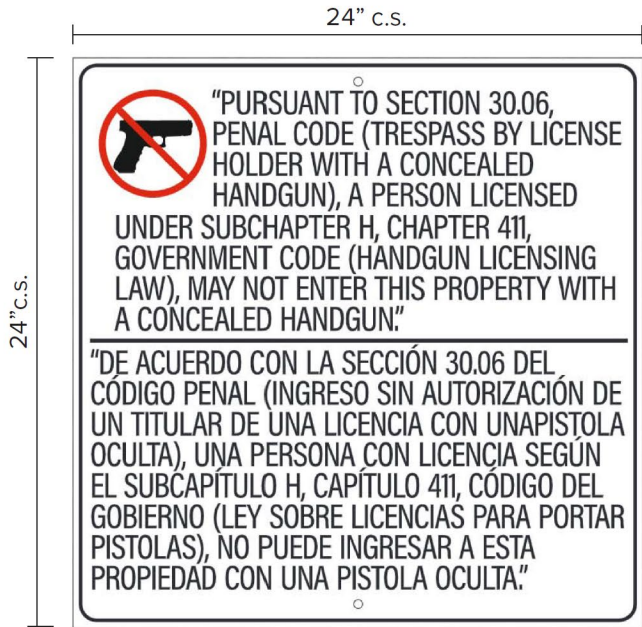 24” c.s.
24”c.s.
“PURSUANT TO SECTION 30.06,
PENAL CODE (TRESPASS BY LICENSE
HOLDER WITH A CONCEALED
HANDGUN), A PERSON LICENSED
UNDER SUBCHAPTER H, CHAPTER 411,
GOVERNMENT CODE (HANDGUN LICENSING
LAW), MAY NOT ENTER THIS PROPERTY WITH
A CONCEALED HANDGUN.”
“DE ACUERDO CON LA SECCIÓN 30.06 DEL
CÓDIGO PENAL (INGRESO SIN AUTORIZACIÓN DE
UN TITULAR DE UNA LICENCIA CON UNAPISTOLA
OCULTA), UNA PERSONA CON LICENCIA SEGÚN
EL SUBCAPÍTULO H, CAPÍTULO 411, CÓDIGO DEL
GOBIERNO (LEY SOBRE LICENCIAS PARA PORTAR
PISTOLAS), NO PUEDE INGRESAR A ESTA
PROPIEDAD CON UNA PISTOLA OCULTA.”